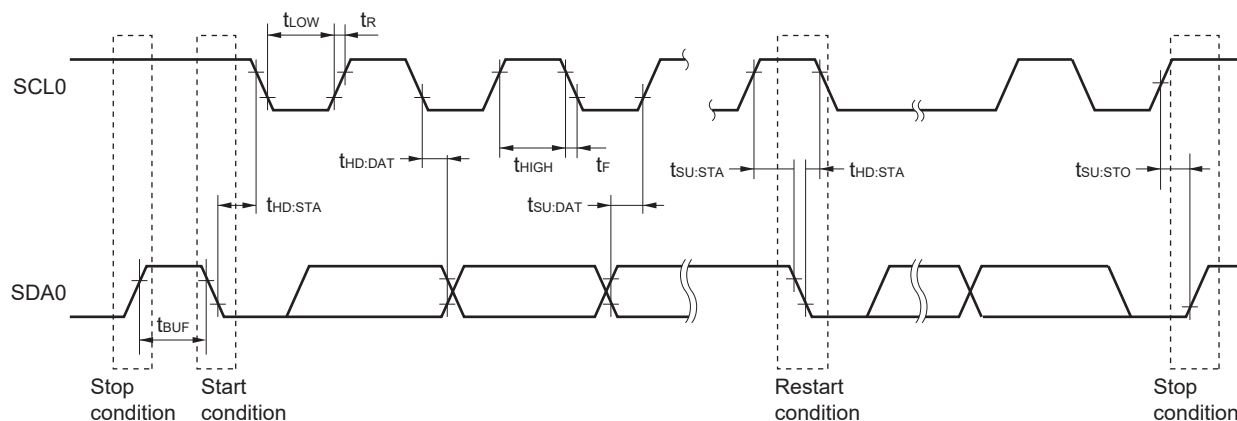 tLOW
tR
SCL0
tHD:DAT
tHIGH
tF
tSU:STA
tHD:STA
tSU:STO
tHD:STA
tSU:DAT
SDA0
tBUF
Stop
condition
Start
condition
Restart
condition
Stop
condition